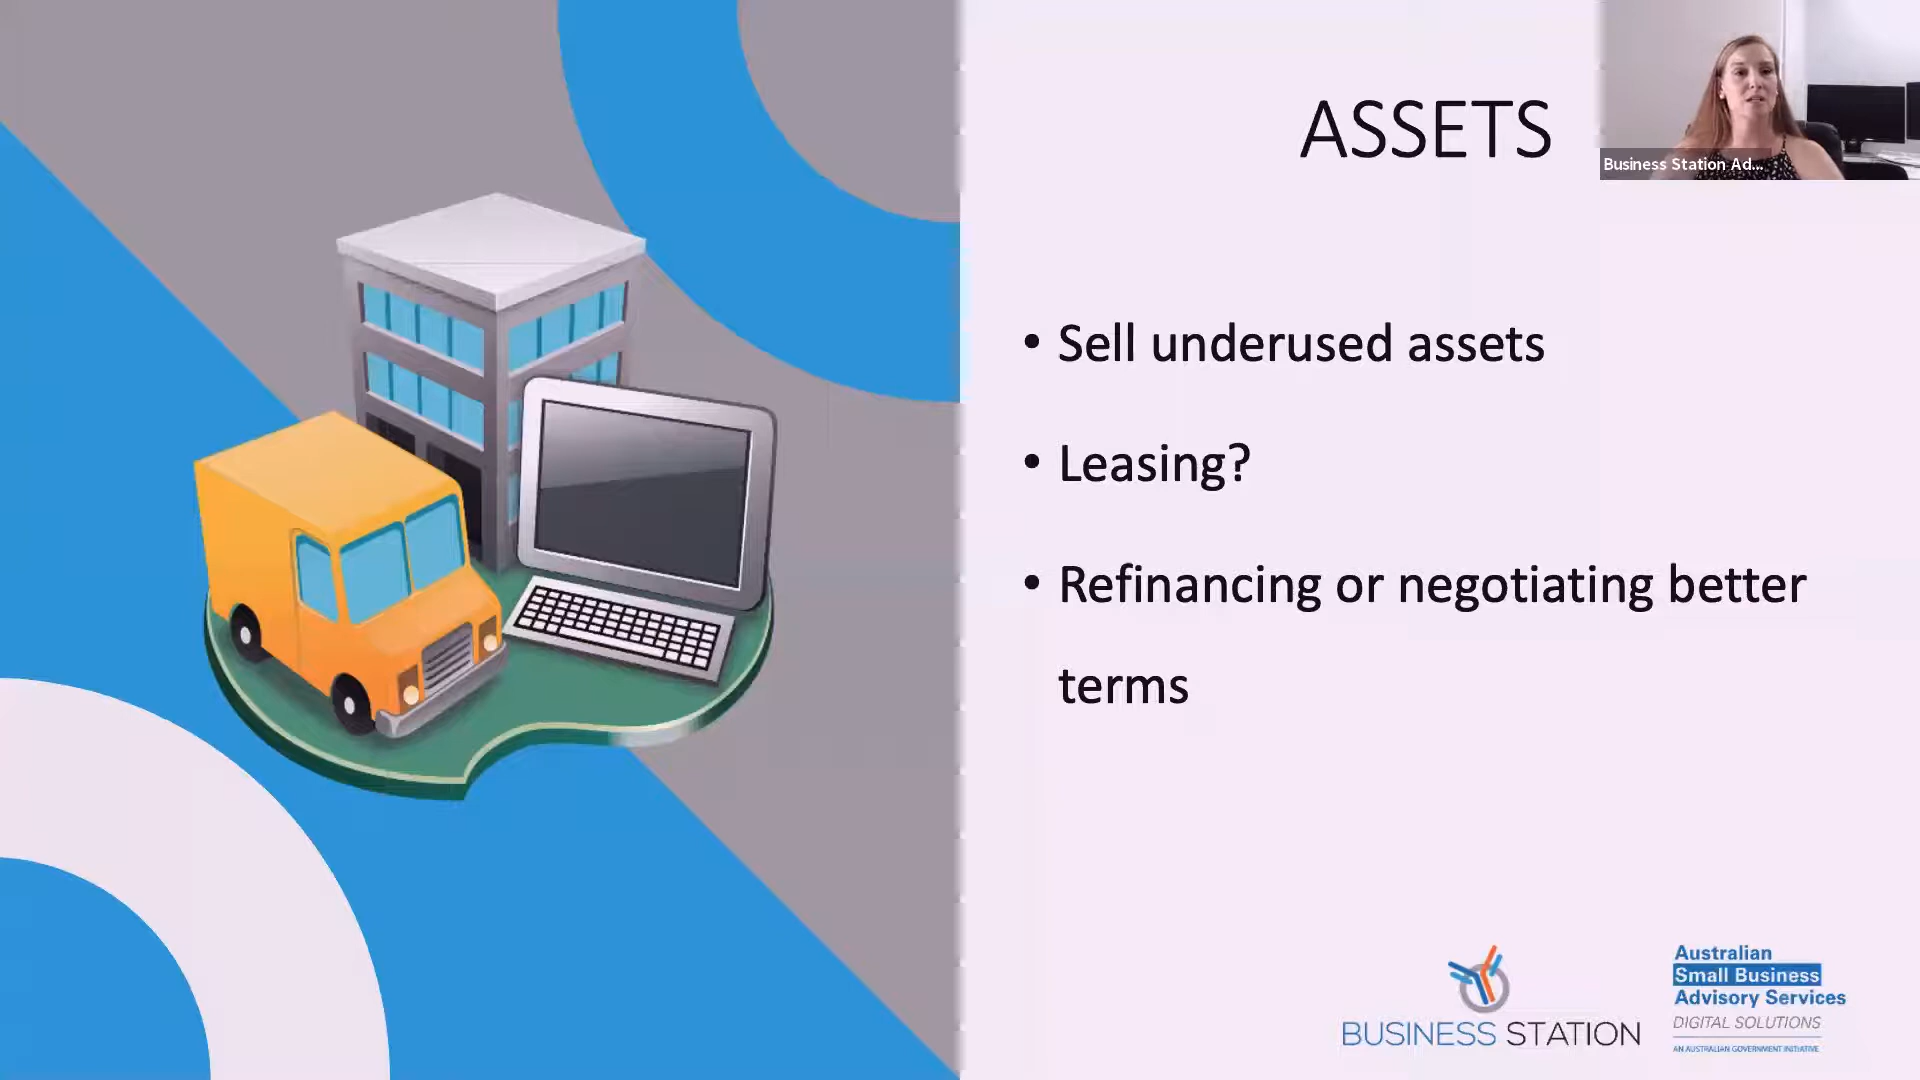 ASSETS
Business Station Ad...
• Sell underused assets
• Leasing?
• Refinancing or negotiating better
terms
BUSINESS STATION
Australian
Small Business
Advisory Services
DIGITAL SOLUTIONS
AN AUSTRALIAN GOVERNMENT INITIATIVE